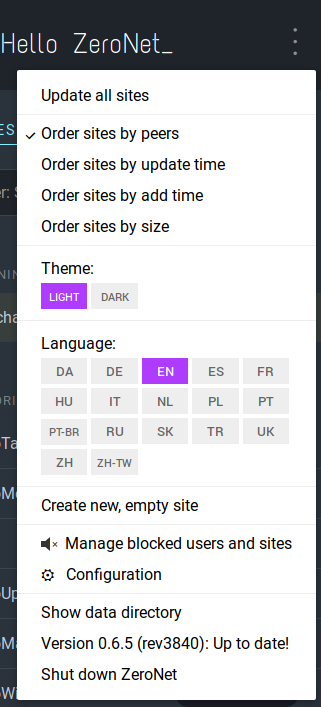 Hello ZeroNet_
ES
Update all sites
Order sites by peers
Order sites by update time
Order sites by add time
Order sites by size
Theme:
LIGHT DARK
Language:
DA DE EN ES FR
HU IT NL PL PT
PT-BR RU SK TR UK
ZH ZH-TW
Create new, empty site
Manage blocked users and sites
Configuration
Show data directory
Version 0.6.5 (rev3840): Up to date!
Shut down ZeroNet